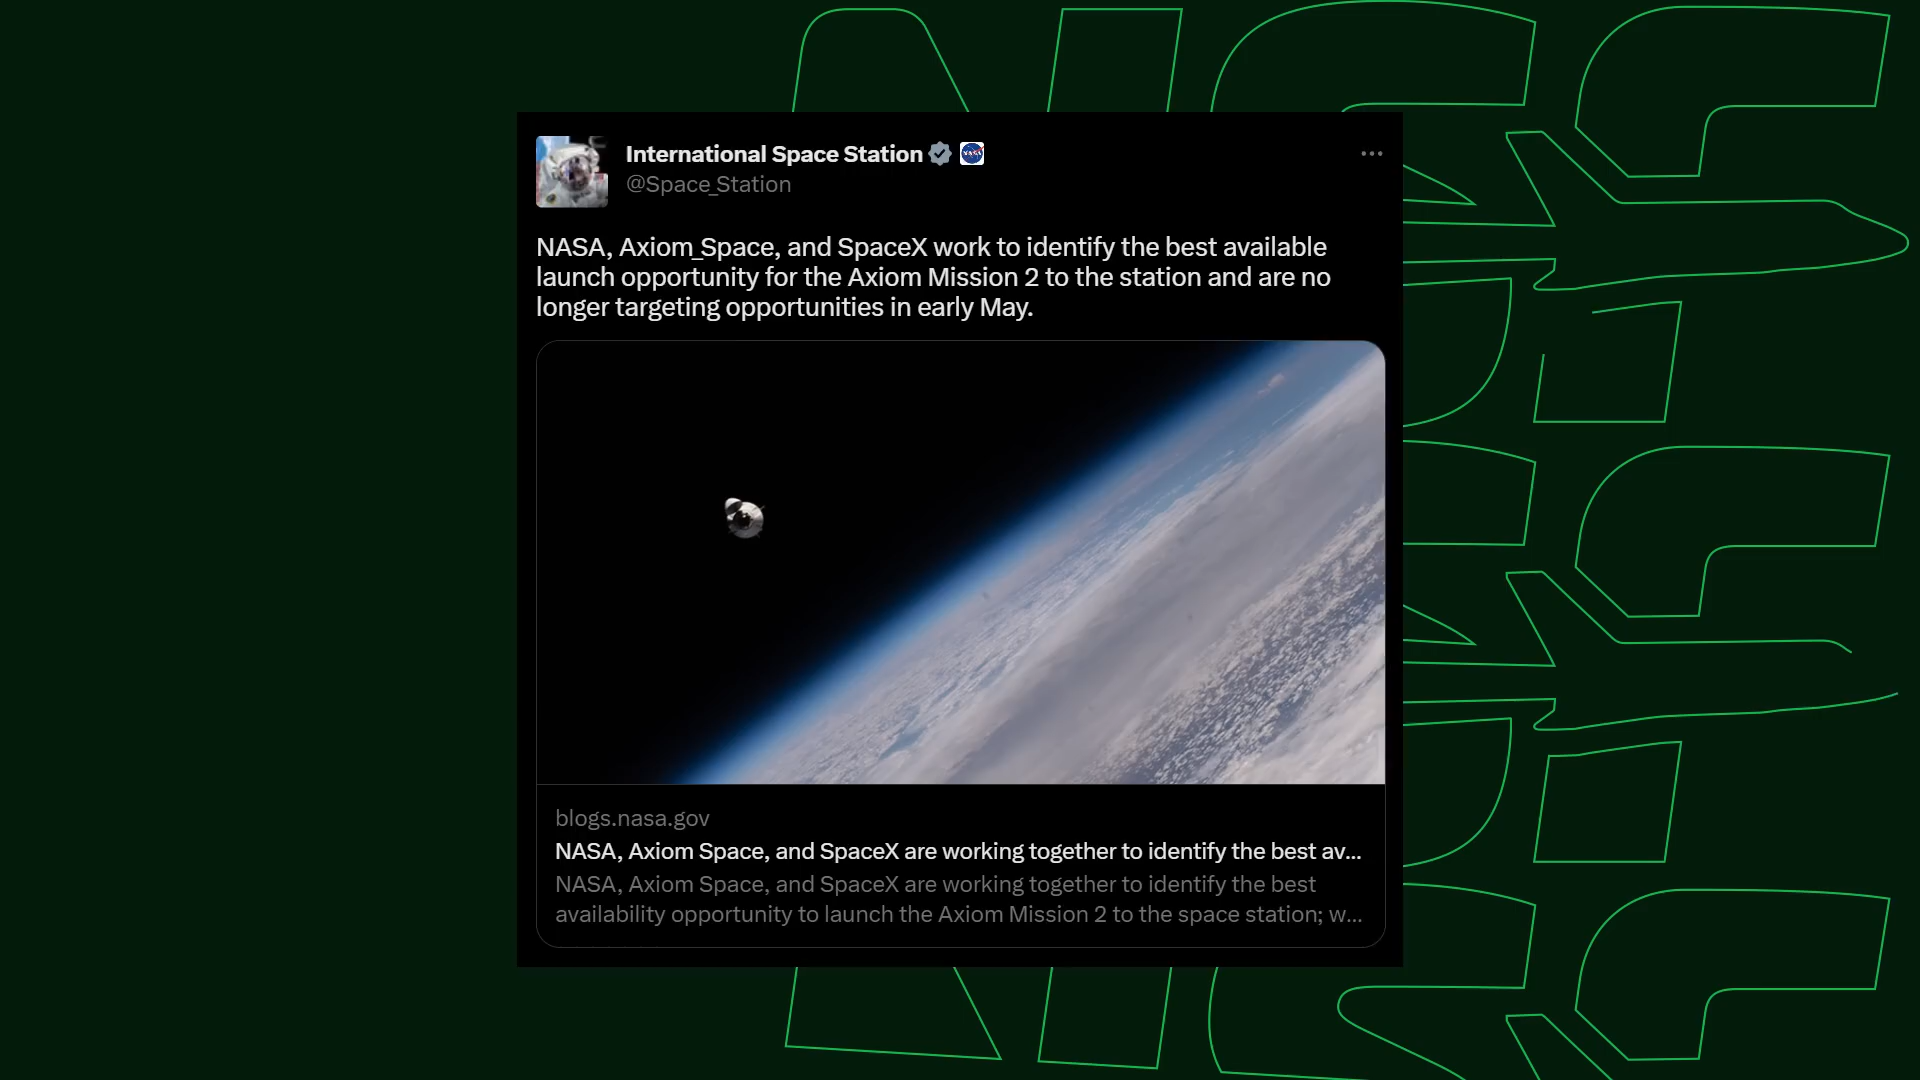 International Space Station
@Space_Station
NASA, Axiom_Space, and SpaceX work to identify the best available
launch opportunity for the Axiom Mission 2 to the station and are no
longer targeting opportunities in early May.
blogs.nasa.gov
NASA, Axiom Space, and SpaceX are working together to identify the best av...
NASA, Axiom Space, and SpaceX are working together to identify the best
availability opportunity to launch the Axiom Mission 2 to the space station; w...